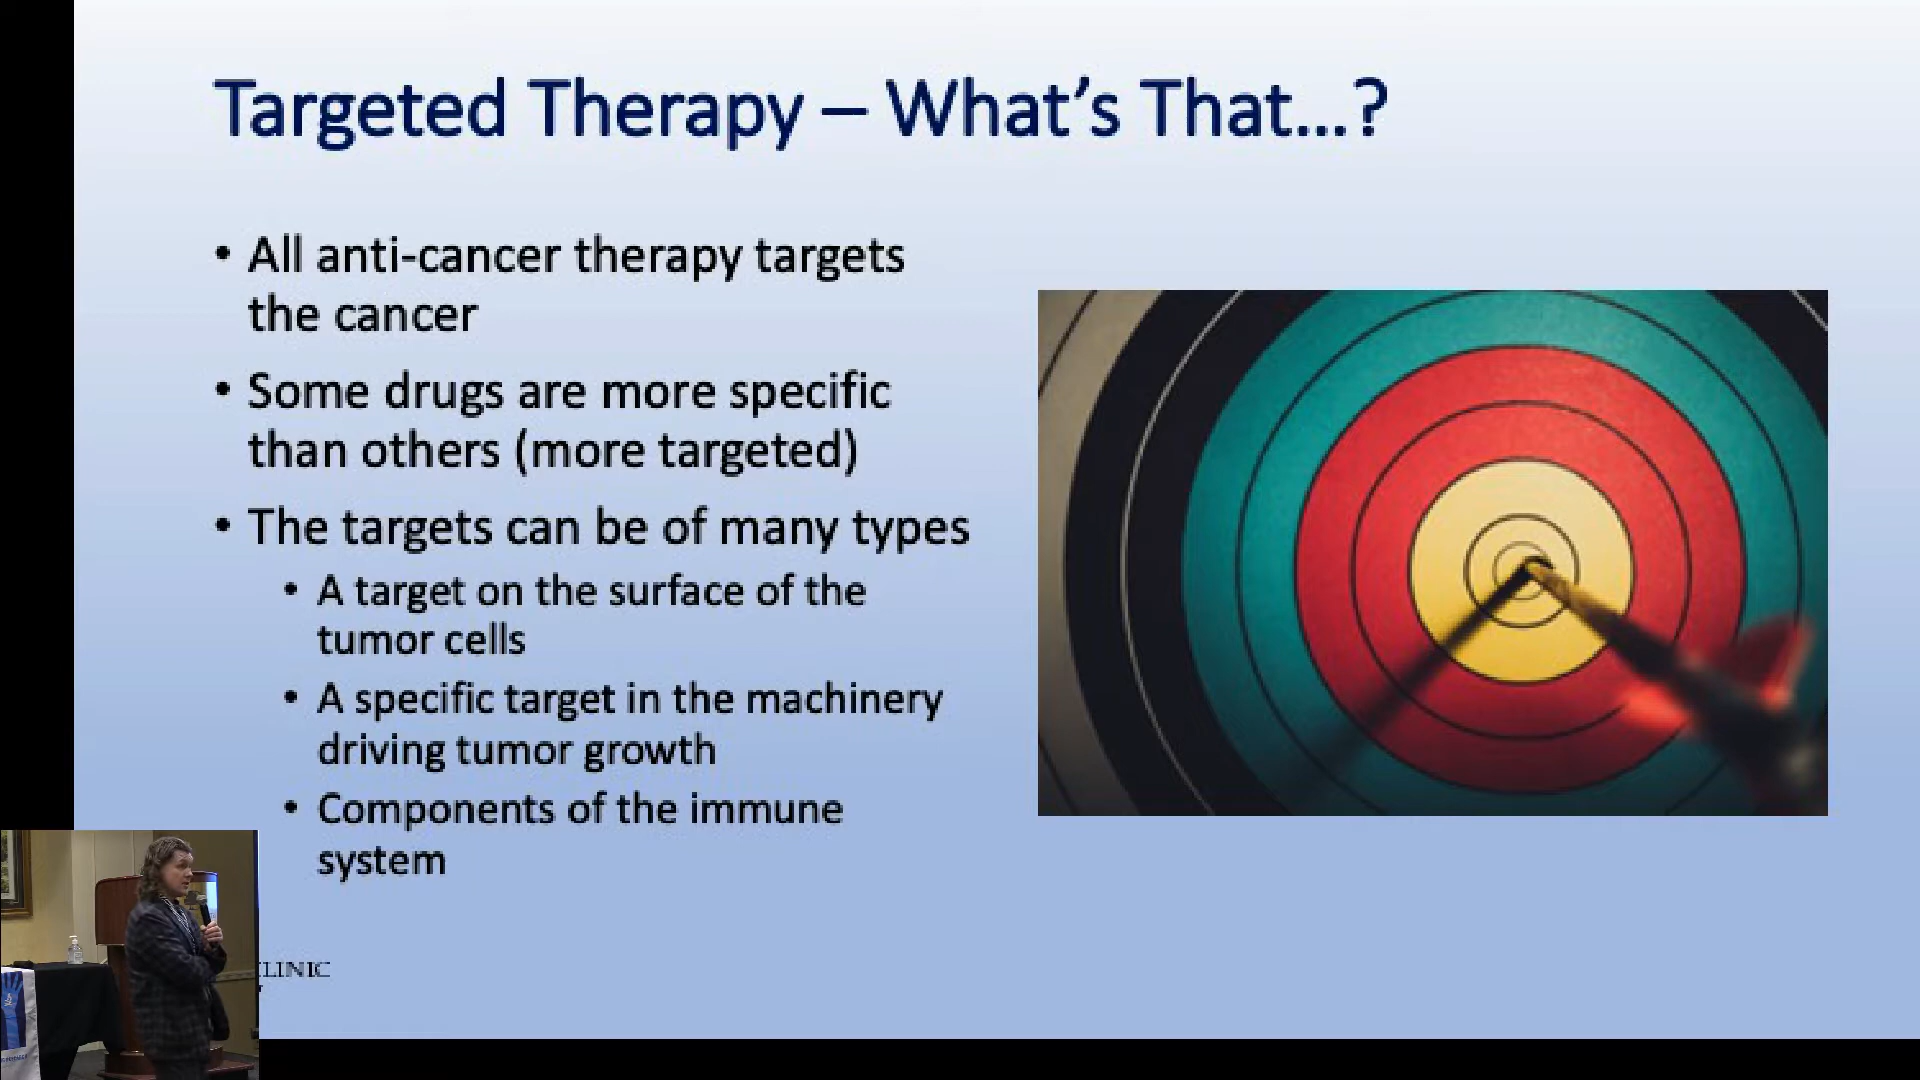 Targeted Therapy – What's That...?
• All anti-cancer therapy targets
the cancer
• Some drugs are more specific
than others (more targeted)
• The targets can be of many types
• A target on the surface of the
tumor cells
• A specific target in the machinery
driving tumor growth
• Components of the immune
system
CLINIC